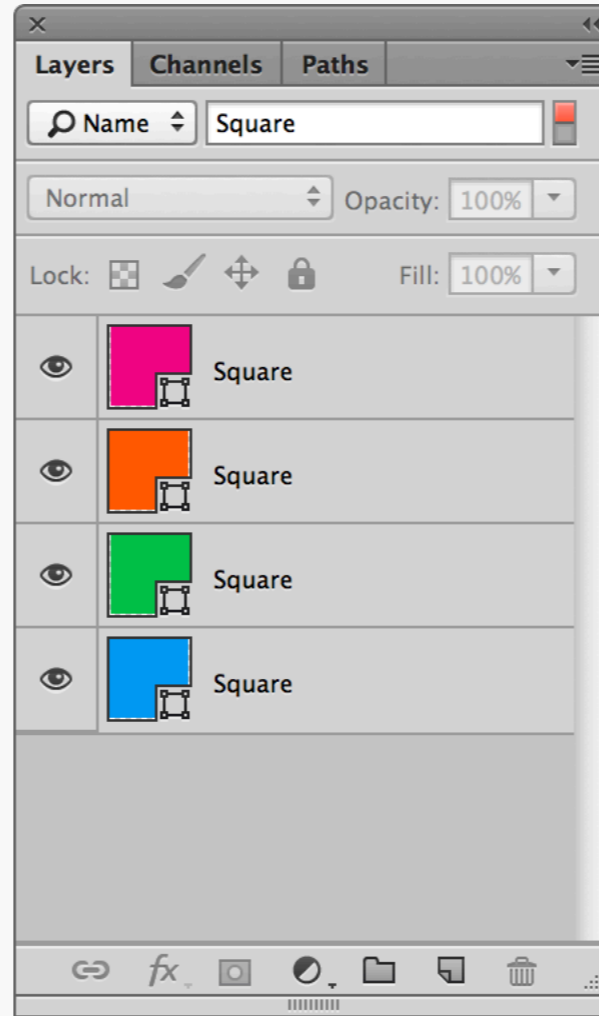 Layers Channels Paths
Name Square
Normal Opacity: 100%
Lock: Fill: 100%
Square
Square
Square
Square
fx